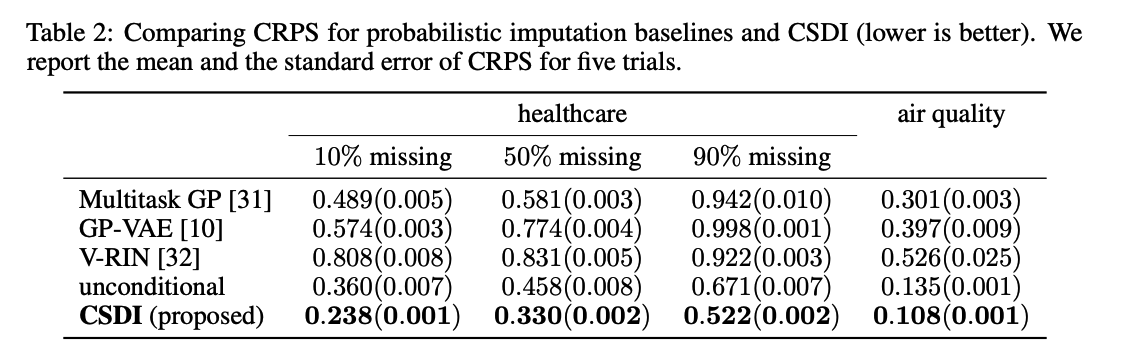 Table 2: Comparing CRPS for probabilistic imputation baselines and CSDI (lower is better). We
report the mean and the standard error of CRPS for five trials.
healthcare air quality
10% missing 50% missing 90% missing
Multitask GP [31] 0.489(0.005) 0.581(0.003) 0.942(0.010) 0.301(0.003)
GP-VAE [10] 0.574(0.003) 0.774(0.004) 0.998(0.001) 0.397(0.009)
V-RIN [32] 0.808(0.008) 0.831(0.005) 0.922(0.003) 0.526(0.025)
unconditional 0.360(0.007) 0.458(0.008) 0.671(0.007) 0.135(0.001)
CSDI (proposed) 0.238(0.001) 0.330(0.002) 0.522(0.002) 0.108(0.001)